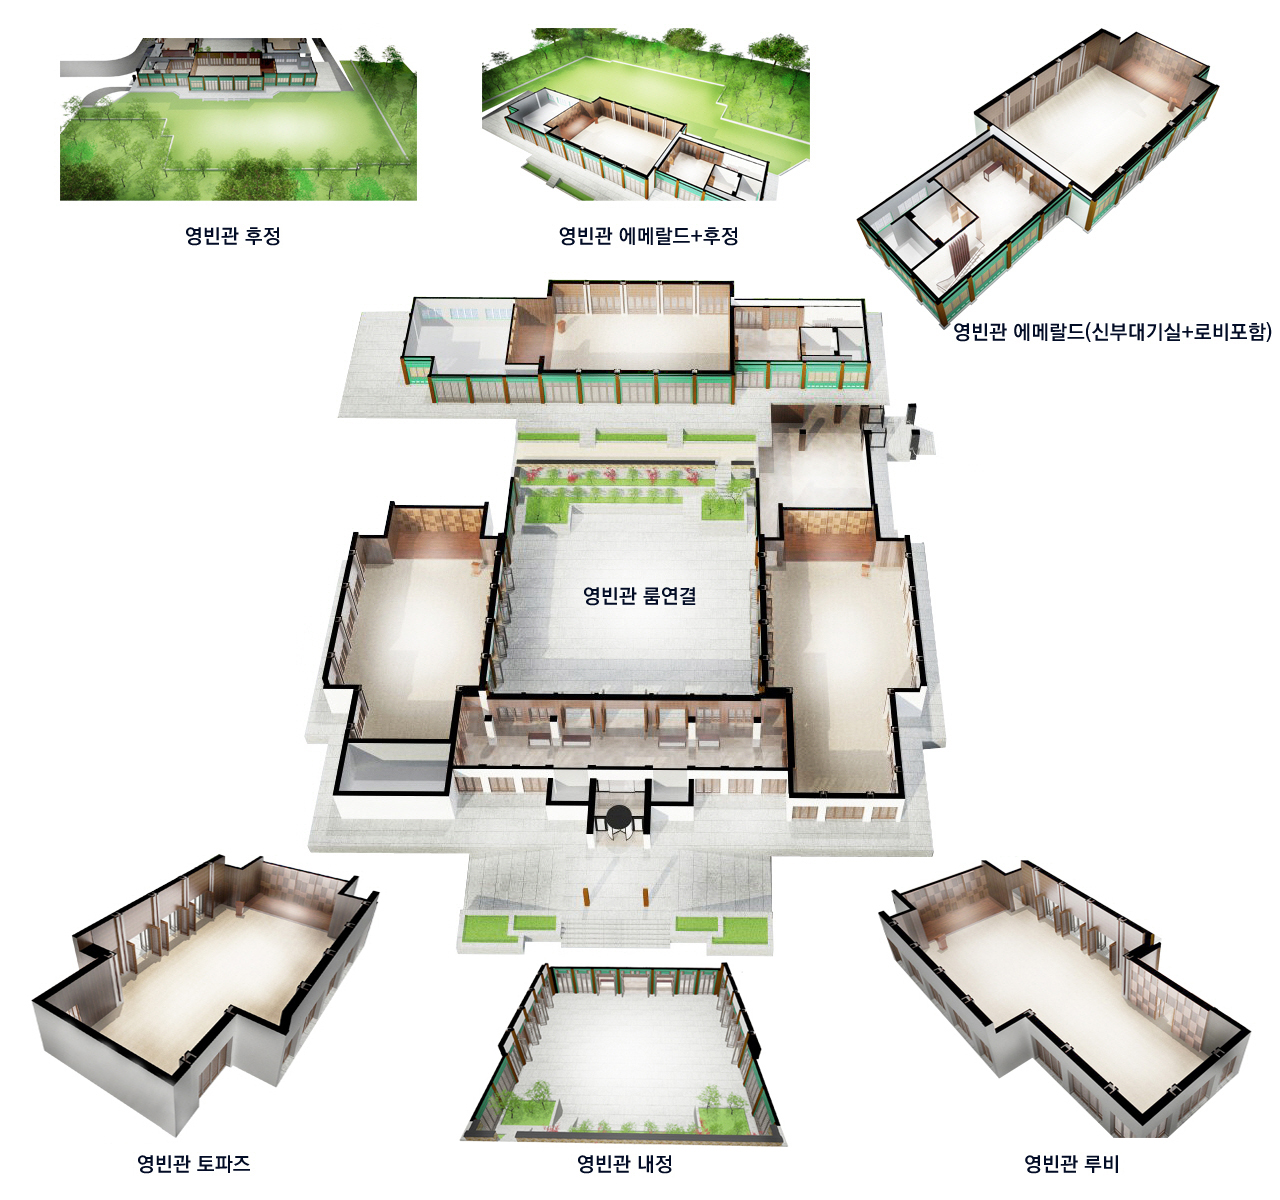 영빈관 후정
영빈관 에메랄드+후정
영빈관 에메랄드(신부대기실+로비포함)
영빈관 룸연결
영빈관 토파즈
영빈관 내정
영빈관 루비